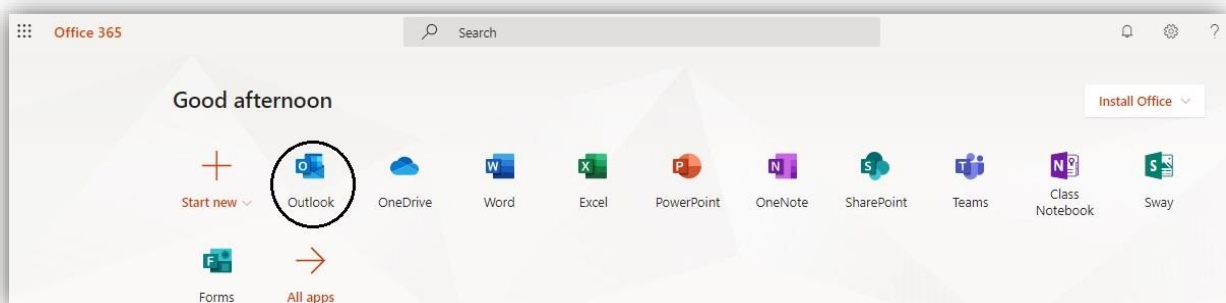 Office 365
Search
?
Good afternoon
Install Office
Start new
Outlook
OneDrive
Word
Excel
PowerPoint
OneNote
SharePoint
Teams
Class
Notebook
Sway
Forms
All apps